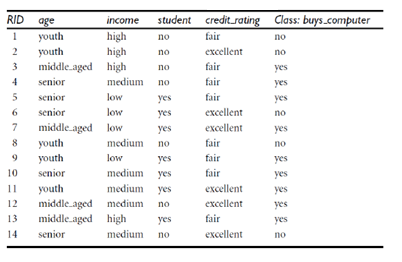 RID age income student credit_rating Class: buys_computer
1 youth high no fair no
2 youth high no excellent no
3 middle_aged high no fair yes
4 senior medium no fair yes
5 senior low yes fair yes
6 senior low yes excellent no
7 middle_aged low yes excellent yes
8 youth medium no fair no
9 youth low yes fair yes
10 senior medium yes fair yes
11 youth medium yes excellent yes
12 middle_aged medium no excellent yes
13 middle_aged high yes fair yes
14 senior medium no excellent no